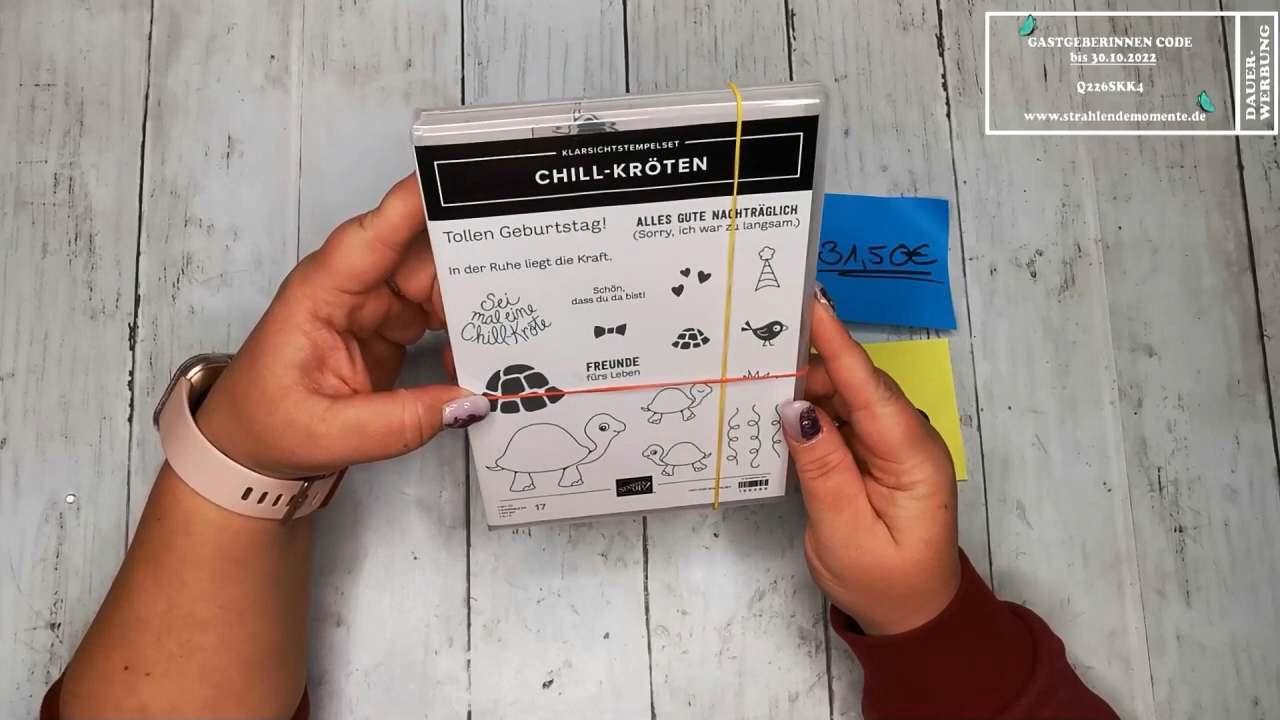 GASTGEBERINNEN CODE
bis 30.10.2022
Q226SKK4
www.strahlendemomente.de
DAUER-
WERBUNG
KLARSICHTSTEMPELSET
CHILL-KRÖTEN
Tollen Geburtstag!
ALLES GUTE NACHTRÄGLICH
(Sorry, ich war zu langsam.)
In der Ruhe liegt die Kraft.
Sei
mal eine
Chill-Kröte
Schön,
dass du da bist!
FREUNDE
fürs Leben
STAMPIN'
UP!
17
31,50€